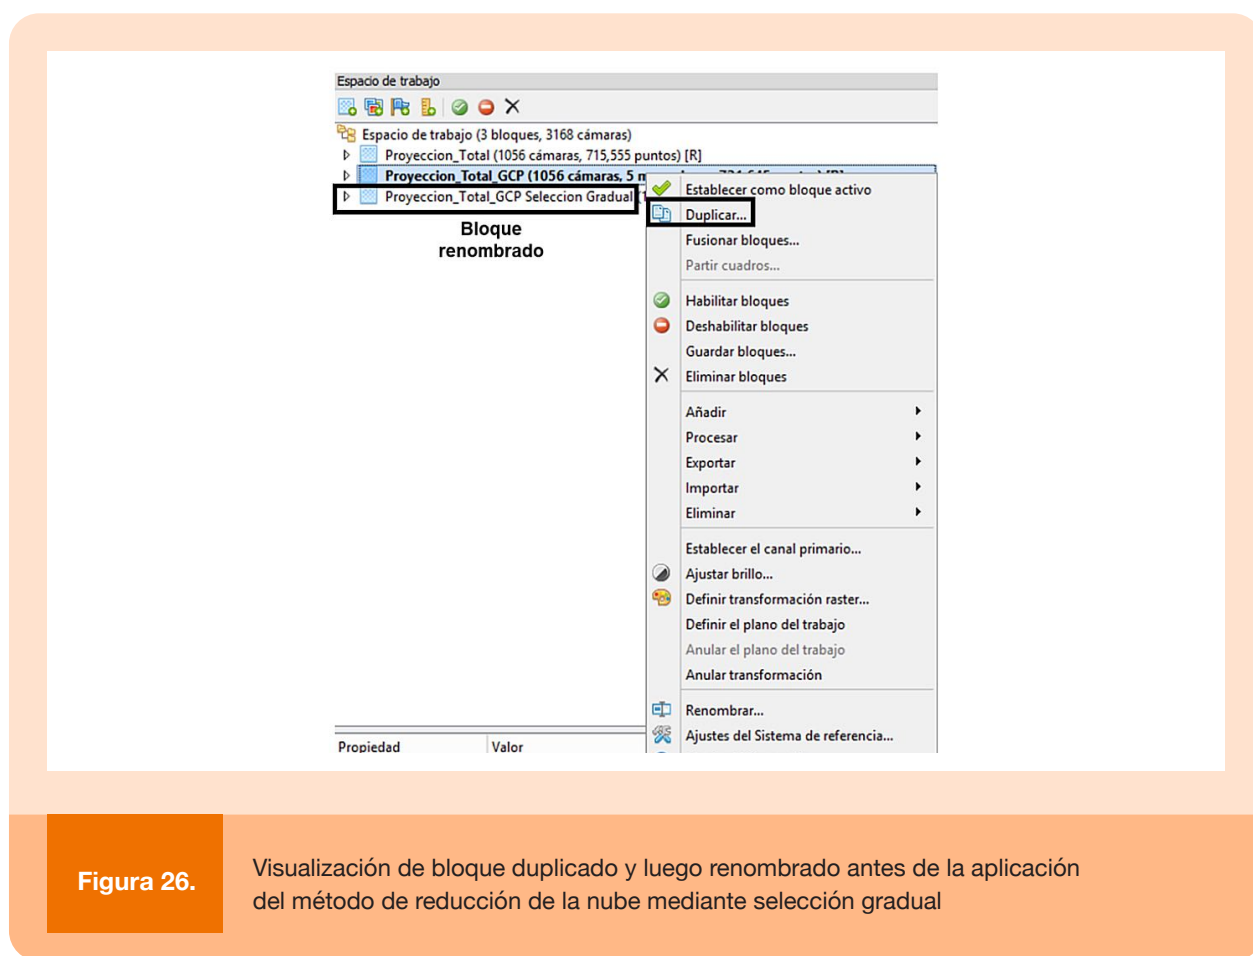 Espacio de trabajo
Espacio de trabajo (3 bloques, 3168 cámaras)
Proyeccion_Total (1056 cámaras, 715,555 puntos) [R]
Proyeccion_Total_GCP (1056 cámaras, 5
Proyeccion_Total_GCP Seleccion Gradual
Bloque
renombrado
Establecer como bloque activo
Duplicar...
Fusionar bloques...
Partir cuadros...
Habilitar bloques
Deshabilitar bloques
Guardar bloques...
Eliminar bloques
Añadir
Procesar
Exportar
Importar
Eliminar
Establecer el canal primario...
Ajustar brillo...
Definir transformación raster...
Definir el plano del trabajo
Anular el plano del trabajo
Anular transformación
Renombrar...
Ajustes del Sistema de referencia...
Propiedad Valor
Figura 26.
Visualización de bloque duplicado y luego renombrado antes de la aplicación
del método de reducción de la nube mediante selección gradual